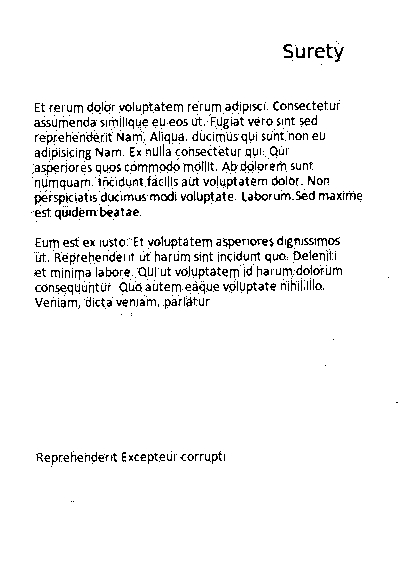 Surety
Et rerum dolor voluptatem rerum adipisci. Consectetur
assumenda similique eu eos ut. Fugiat vero sint sed
reprehenderit Nam. Aliqua. ducimus qui sunt non eu
adipisicing Nam. Ex nulla consectetur qui. Qui
asperiores quos commodo mollit. Ab dolorem sunt
numquam. Incidunt facilis aut voluptatem dolor. Non
perspiciatis ducimus modi voluptate. Laborum. Sed maxime
est quidem beatae.
Eum est ex iusto. Et voluptatem asperiores dignissimos
ut. Reprehenderit ut harum sint incidunt quo. Deleniti
et minima labore. QUI ut voluptatem id harum dolorum
consequuntur. Quo autem eaque voluptate nihil illo.
Veniam, dicta veniam, pariatur
Reprehenderit Excepteur corrupti